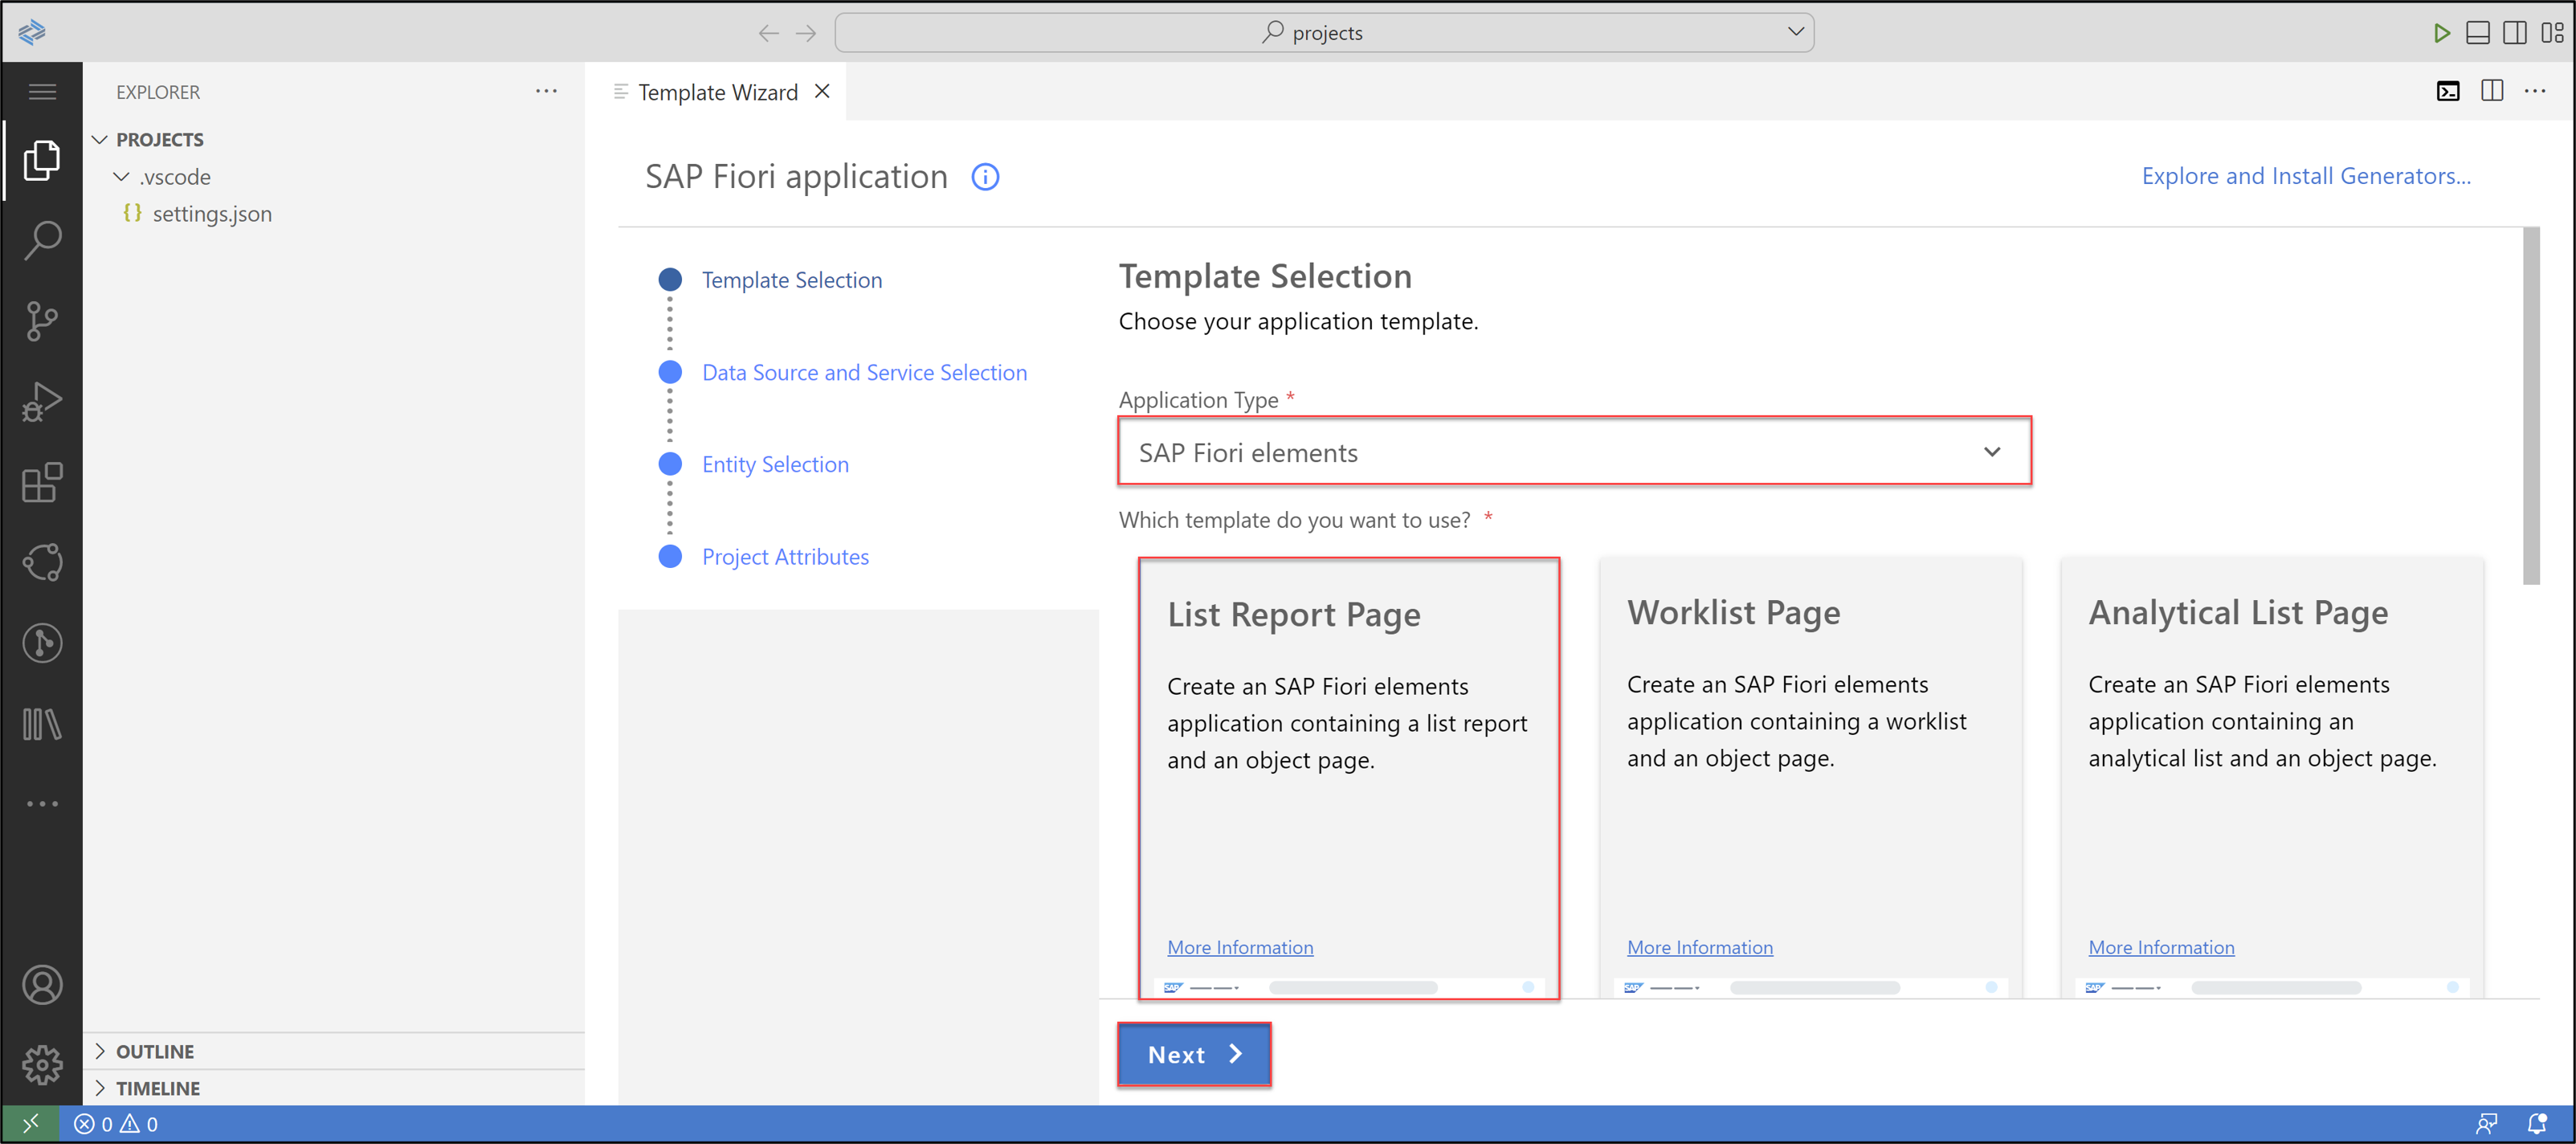 projects
EXPLORER
PROJECTS
.vscode
{} settings.json
OUTLINE
TIMELINE
Template Wizard
SAP Fiori application
Explore and Install Generators...
Template Selection
Data Source and Service Selection
Entity Selection
Project Attributes
Template Selection
Choose your application template.
Application Type *
SAP Fiori elements
Which template do you want to use? *
List Report Page
Create an SAP Fiori elements
application containing a list report
and an object page.
More Information
SAP
Worklist Page
Create an SAP Fiori elements
application containing a worklist
and an object page.
More Information
SAP
Analytical List Page
Create an SAP Fiori elements
application containing an
analytical list and an object page.
More Information
SAP
Next
0 0